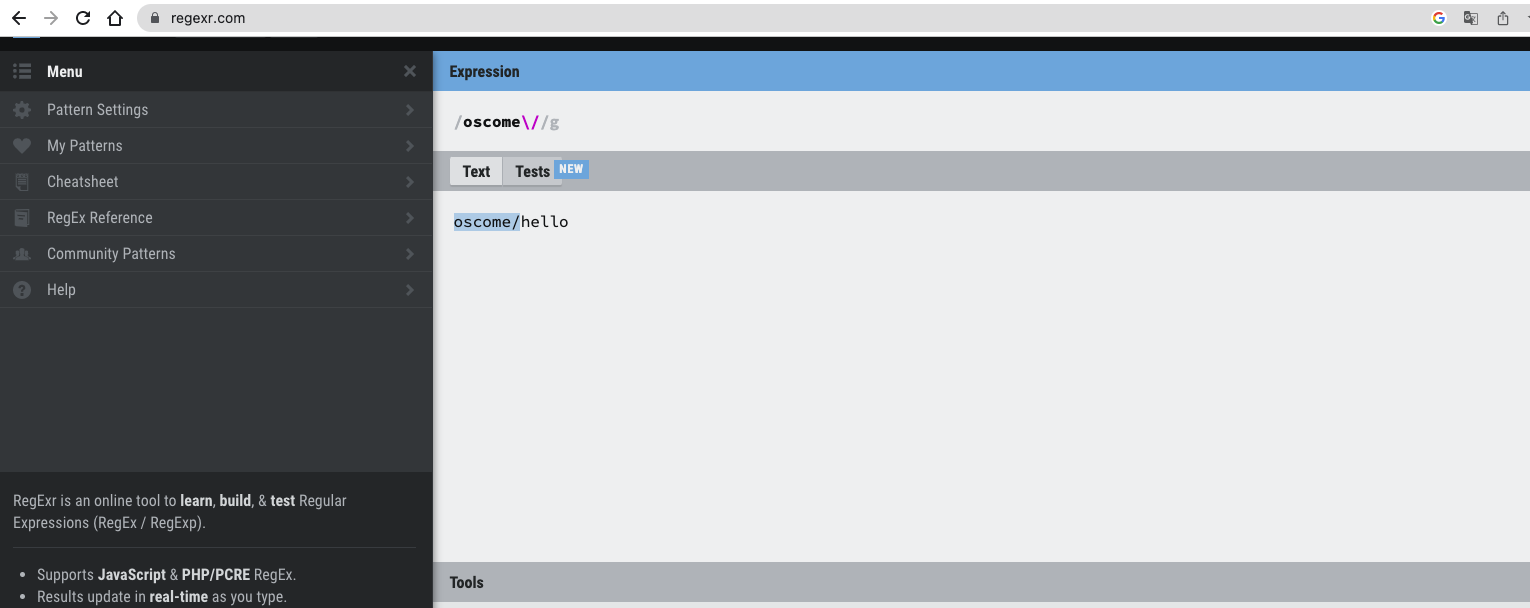 regexr.com
Menu
Pattern Settings
My Patterns
Cheatsheet
RegEx Reference
Community Patterns
Help
RegExr is an online tool to learn, build, & test Regular
Expressions (RegEx / RegExp).
• Supports JavaScript & PHP/PCRE RegEx.
• Results update in real-time as you type.
Expression
/oscome\//g
Text Tests NEW
oscome/hello
Tools